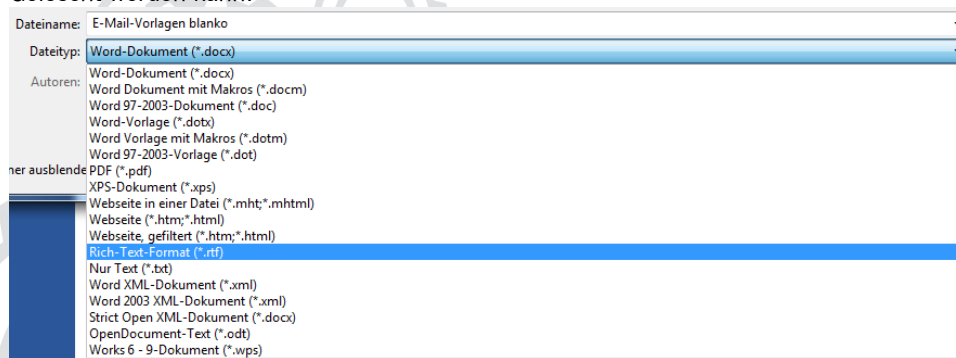 Gelöscht werden kann.
Dateiname: E-Mail-Vorlagen blanko
Dateityp: Word-Dokument (*.docx)
Autoren:
Word-Dokument (*.docx)
Word Dokument mit Makros (*.docm)
Word 97-2003-Dokument (*.doc)
Word-Vorlage (*.dotx)
Word Vorlage mit Makros (*.dotm)
Word 97-2003-Vorlage (*.dot)
ner ausblende PDF (*.pdf)
XPS-Dokument (*.xps)
Webseite in einer Datei (*.mht;*.mhtml)
Webseite (*.htm;*.html)
Webseite, gefiltert (*.htm;*.html)
Rich-Text-Format (*.rtf)
Nur Text (*.txt)
Word XML-Dokument (*.xml)
Word 2003 XML-Dokument (*.xml)
Strict Open XML-Dokument (*.docx)
OpenDocument-Text (*.odt)
Works 6 - 9-Dokument (*.wps)